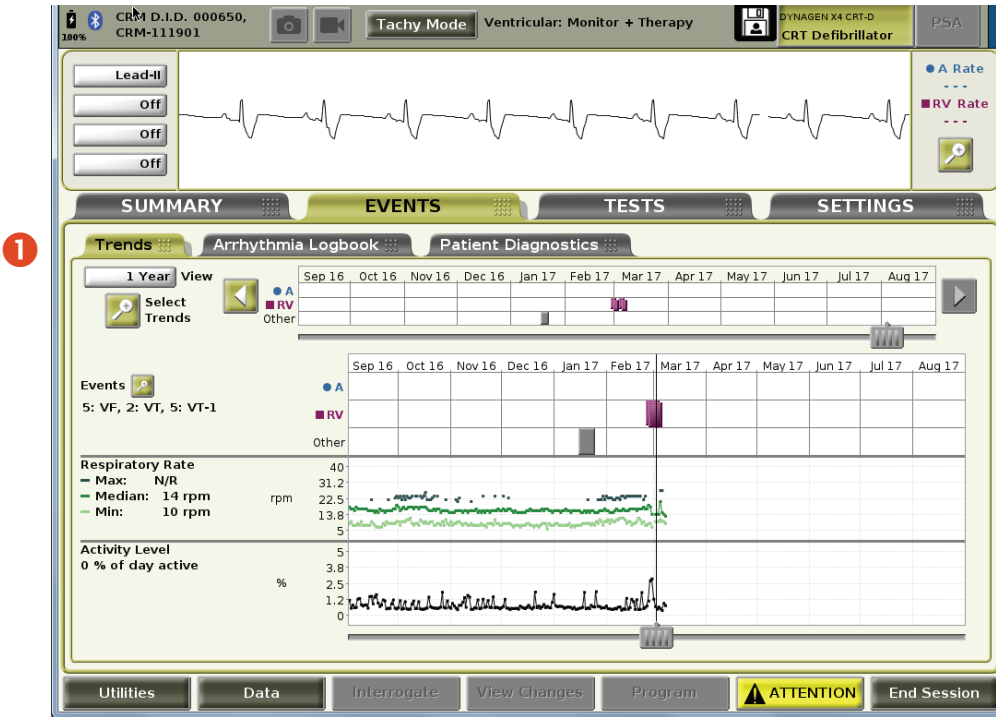 CRM D.I.D. 000650,
CRM-111901
100%
Tachy Mode
Ventricular: Monitor + Therapy
DYNAGEN X4 CRT-D
CRT Defibrillator
PSA
Lead-II
Off
Off
Off
A Rate
- - -
RV Rate
- - -
SUMMARY
EVENTS
TESTS
SETTINGS
1
Trends
Arrhythmia Logbook
Patient Diagnostics
1 Year View
Select
Trends
Sep 16 Oct 16 Nov 16 Dec 16 Jan 17 Feb 17 Mar 17 Apr 17 May 17 Jun 17 Jul 17 Aug 17
A
RV
Other
Sep 16 Oct 16 Nov 16 Dec 16 Jan 17 Feb 17 Mar 17 Apr 17 May 17 Jun 17 Jul 17 Aug 17
Events
5: VF, 2: VT, 5: VT-1
A
RV
Other
Respiratory Rate
Max: N/R
Median: 14 rpm
Min: 10 rpm
rpm
40
31.2
22.5
13.8
5
Activity Level
0 % of day active
%
5
3.8
2.5
1.2
0
Utilities
Data
Interrogate
View Changes
Program
ATTENTION
End Session